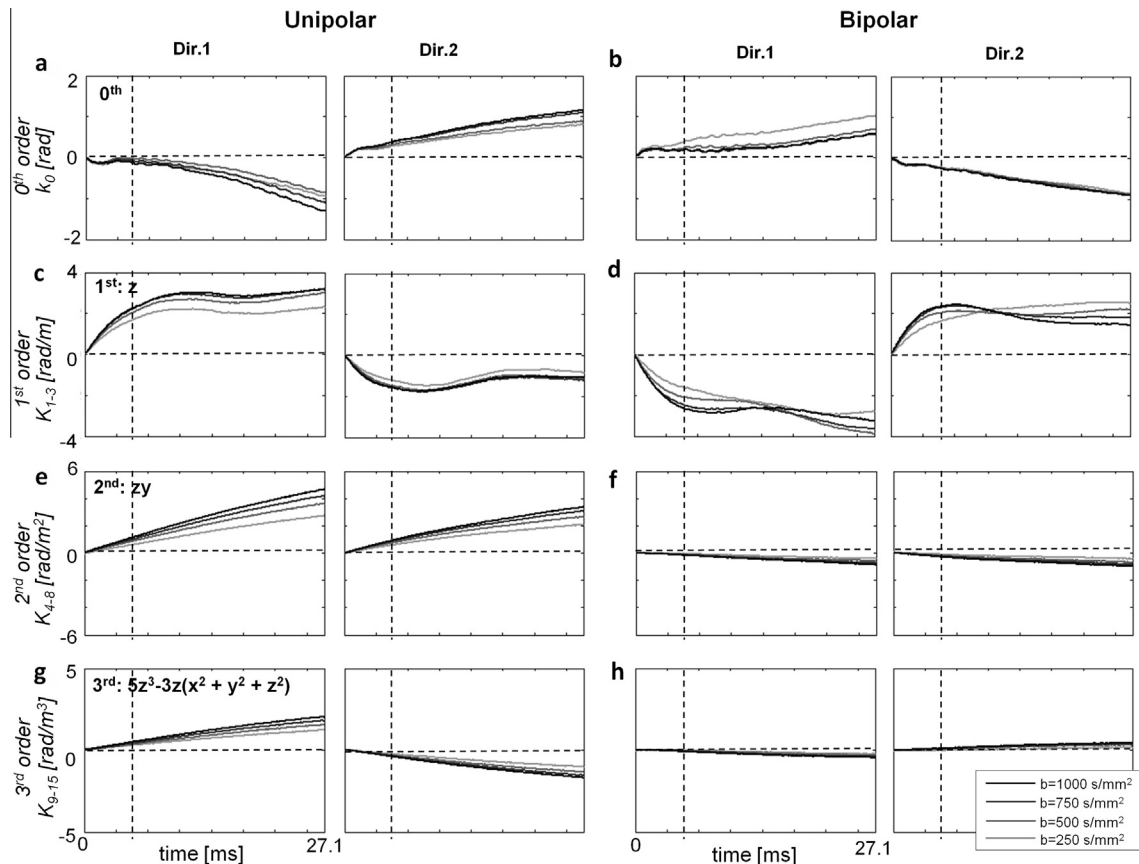 Unipolar Bipolar
Dir.1 Dir.2 Dir.1 Dir.2
a b
2
0th
0
-2
0th order
k0 [rad]
c d
4
1st: z
0
-4
1st order
K1-3 [rad/m]
e f
6
2nd: zy
0
-6
2nd order
K4-8 [rad/m2]
g h
5
3rd: 5z3-3z(x2 + y2 + z2)
0
-5
3rd order
K9-15 [rad/m3]
b=1000 s/mm2
b=750 s/mm2
b=500 s/mm2
b=250 s/mm2
0 time [ms] 27.1 time [ms] 27.1